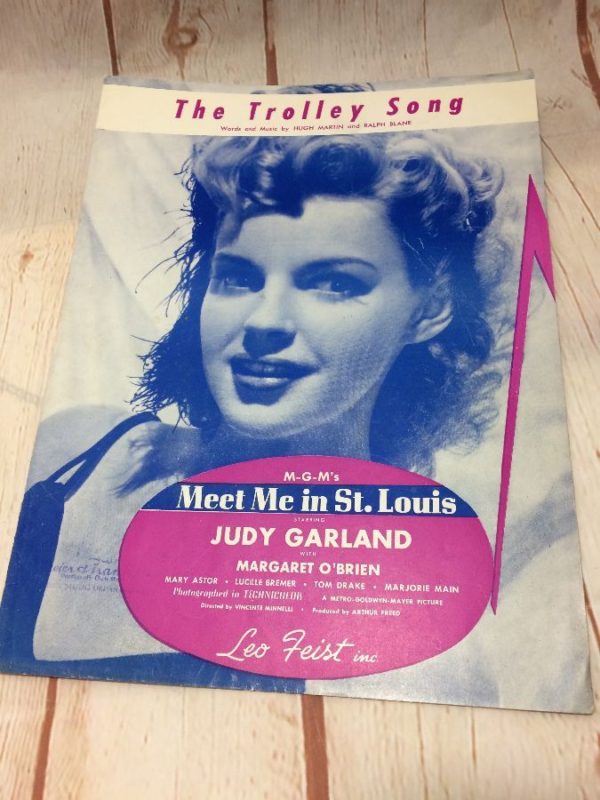 The Trolley Song
Words and Music by HUGH MARTIN and RALPH BLANE
M-G-M's
Meet Me in St. Louis
STARRING
JUDY GARLAND
WITH
MARGARET O'BRIEN
MARY ASTOR • LUCILLE BREMER • TOM DRAKE • MARJORIE MAIN
Photographed in TECHNICOLOR A METRO-GOLDWYN-MAYER PICTURE
Directed by VINCENTE MINNELLI • Produced by ARTHUR FREED
Leo Feist inc.